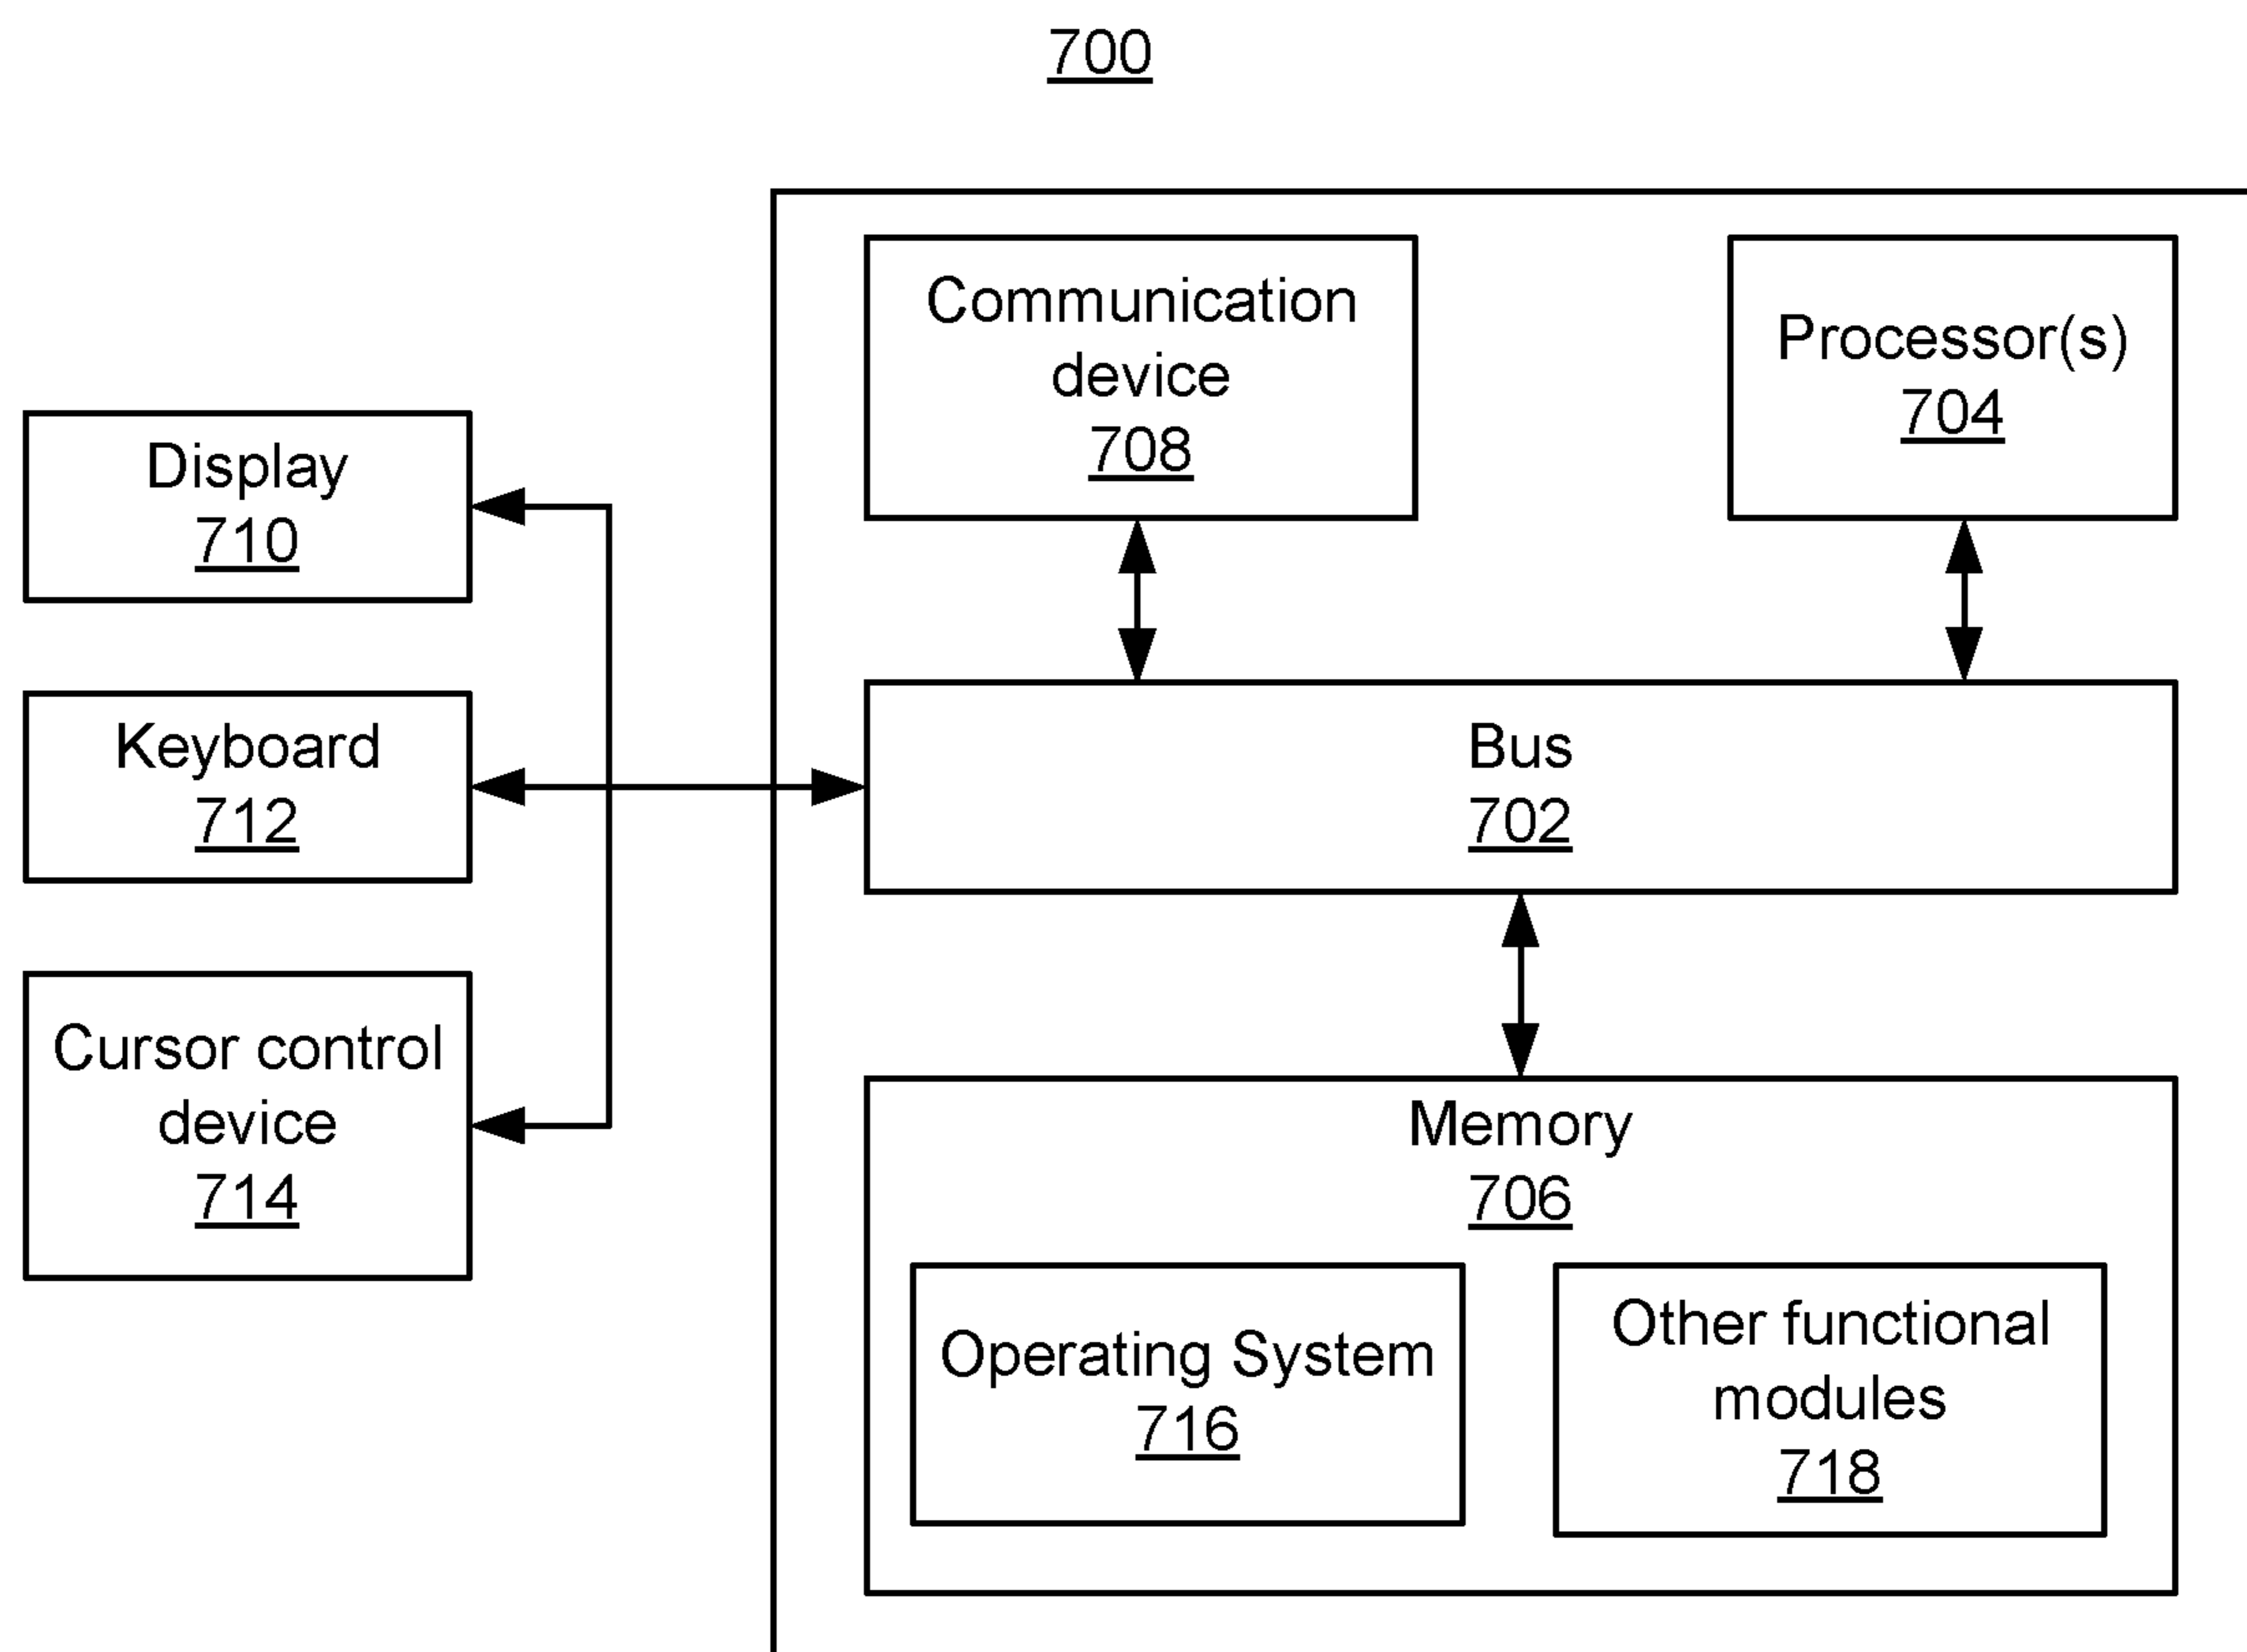 700
Communication
device
708
Processor(s)
704
Display
710
Keyboard
712
Bus
702
Cursor control
device
714
Memory
706
Operating System
716
Other functional
modules
718